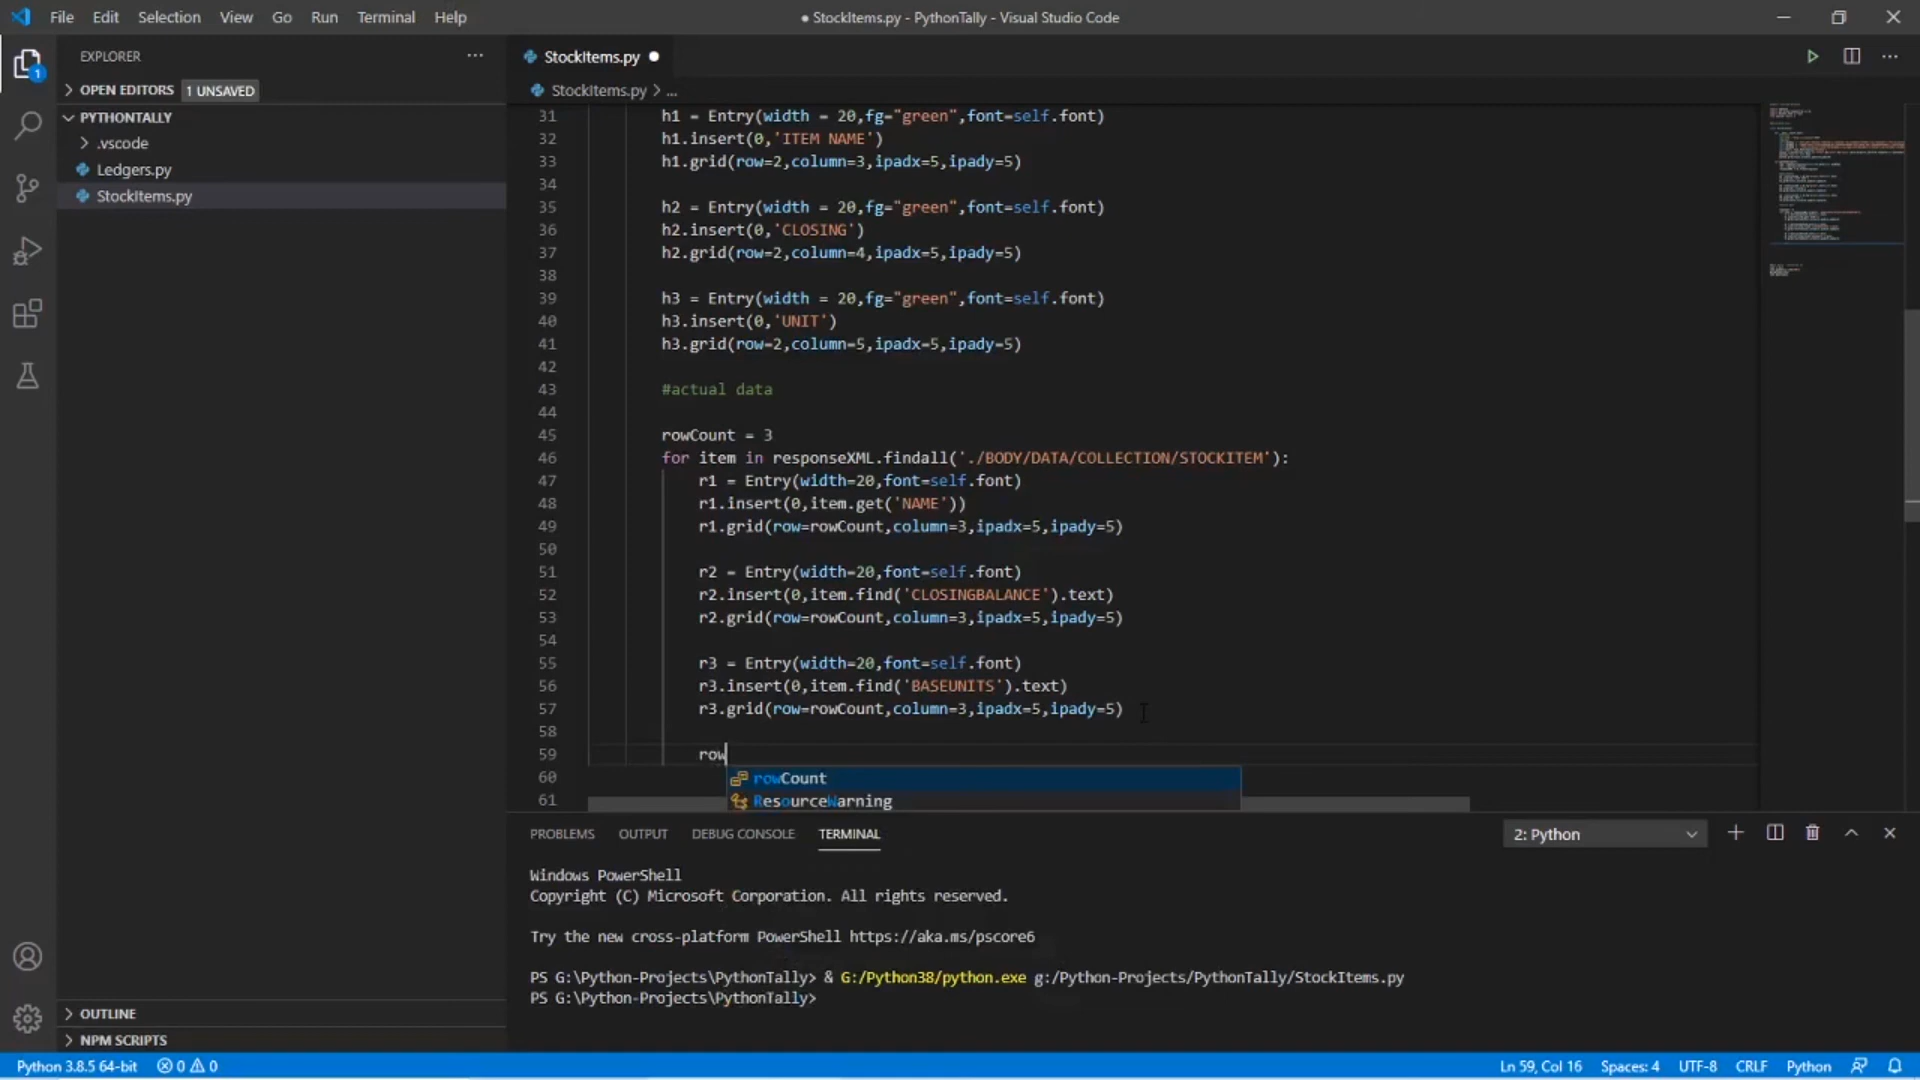 File Edit Selection View Go Run Terminal Help
● StockItems.py - PythonTally - Visual Studio Code
EXPLORER
StockItems.py
OPEN EDITORS 1 UNSAVED
StockItems.py > ...
PYTHONTALLY
.vscode
Ledgers.py
StockItems.py
1
31 h1 = Entry(width = 20,fg="green",font=self.font)
32 h1.insert(0,'ITEM NAME')
33 h1.grid(row=2,column=3,ipadx=5,ipady=5)
34
35 h2 = Entry(width = 20,fg="green",font=self.font)
36 h2.insert(0,'CLOSING')
37 h2.grid(row=2,column=4,ipadx=5,ipady=5)
38
39 h3 = Entry(width = 20,fg="green",font=self.font)
40 h3.insert(0,'UNIT')
41 h3.grid(row=2,column=5,ipadx=5,ipady=5)
42
43 #actual data
44
45 rowCount = 3
46 for item in responseXML.findall('./BODY/DATA/COLLECTION/STOCKITEM'):
47 r1 = Entry(width=20,font=self.font)
48 r1.insert(0,item.get('NAME'))
49 r1.grid(row=rowCount,column=3,ipadx=5,ipady=5)
50
51 r2 = Entry(width=20,font=self.font)
52 r2.insert(0,item.find('CLOSINGBALANCE').text)
53 r2.grid(row=rowCount,column=3,ipadx=5,ipady=5)
54
55 r3 = Entry(width=20,font=self.font)
56 r3.insert(0,item.find('BASEUNITS').text)
57 r3.grid(row=rowCount,column=3,ipadx=5,ipady=5)
58
59 row
60 rowCount
61 ResourceWarning
PROBLEMS OUTPUT DEBUG CONSOLE TERMINAL 2: Python
Windows PowerShell
Copyright (C) Microsoft Corporation. All rights reserved.
Try the new cross-platform PowerShell https://aka.ms/pscore6
PS G:\Python-Projects\PythonTally> & G:/Python38/python.exe g:/Python-Projects/PythonTally/StockItems.py
PS G:\Python-Projects\PythonTally>
OUTLINE
NPM SCRIPTS
Python 3.8.5 64-bit 0 0 Ln 59, Col 16 Spaces: 4 UTF-8 CRLF Python